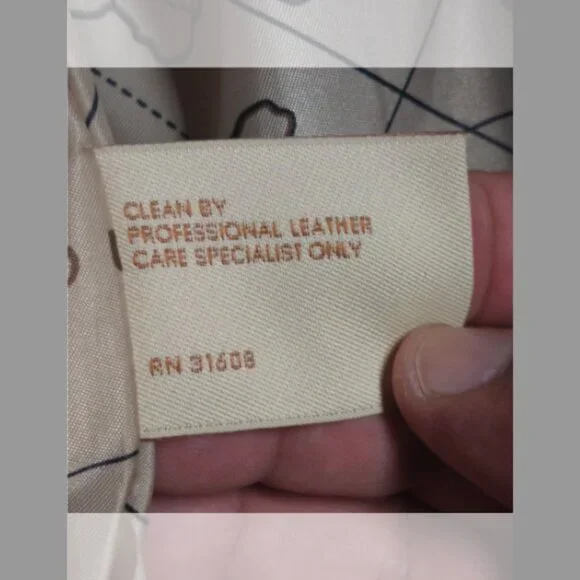 CLEAN BY
PROFESSIONAL LEATHER
CARE SPECIALIST ONLY
RN 31608